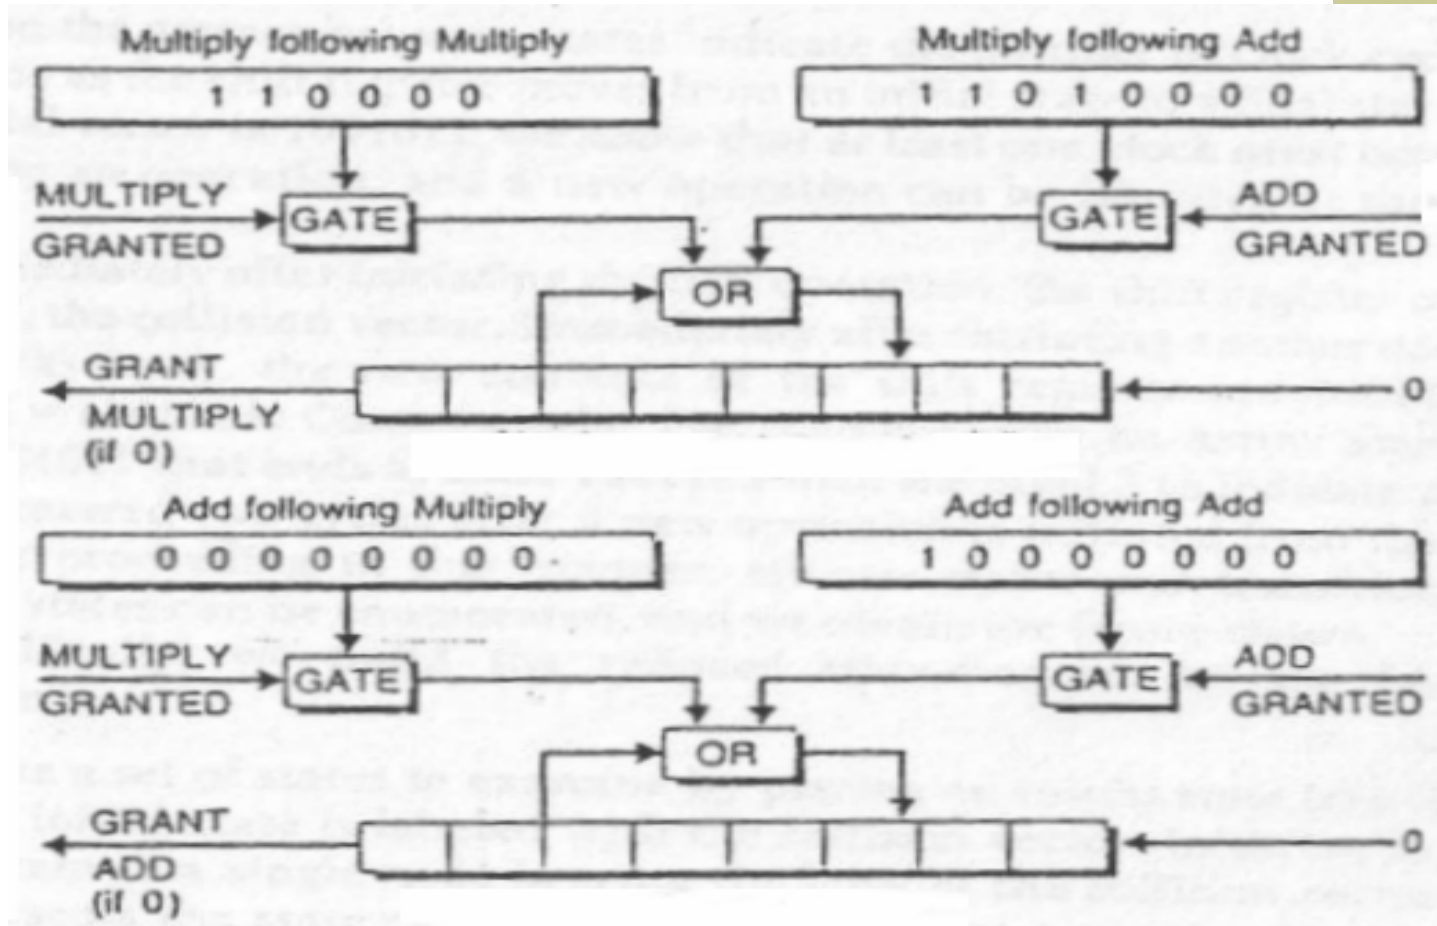 Multiply following Multiply
Multiply following Add
1 1 0 0 0 0
1 1 0 1 0 0 0 0
MULTIPLY
GRANTED
GATE
GATE
ADD
GRANTED
OR
GRANT
MULTIPLY
(if 0)
0
Add following Multiply
Add following Add
0 0 0 0 0 0 0 0
1 0 0 0 0 0 0 0
MULTIPLY
GRANTED
GATE
GATE
ADD
GRANTED
OR
GRANT
ADD
(if 0)
0